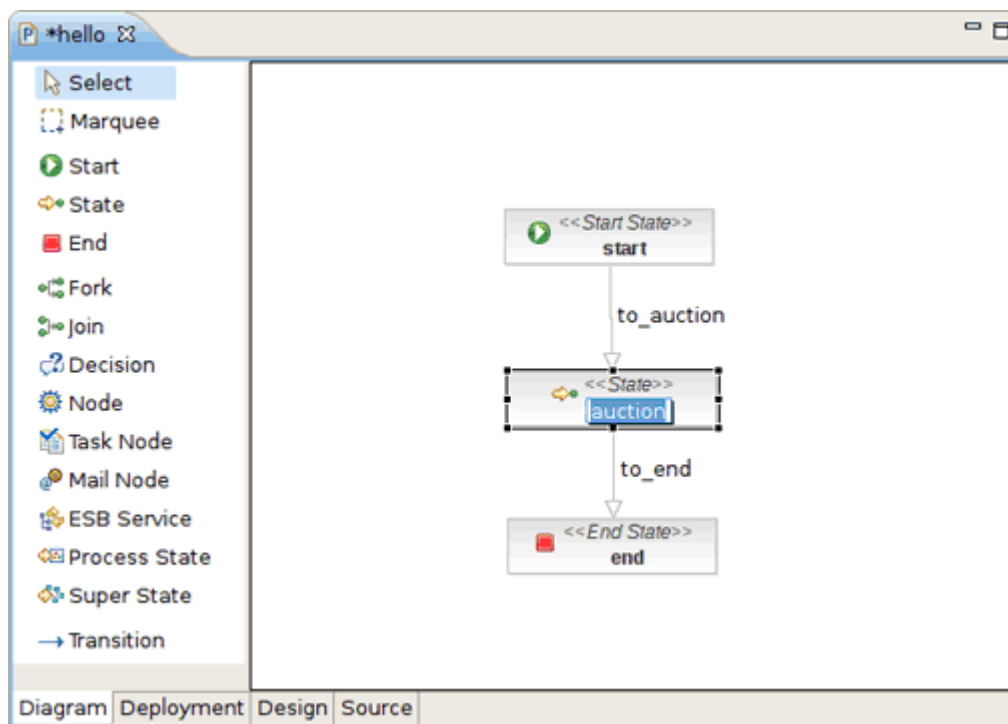 *hello
Select
Marquee
Start
State
End
Fork
Join
Decision
Node
Task Node
Mail Node
ESB Service
Process State
Super State
Transition
<<Start State>>
start
to_auction
<<State>>
auction
to_end
<<End State>>
end
Diagram Deployment Design Source